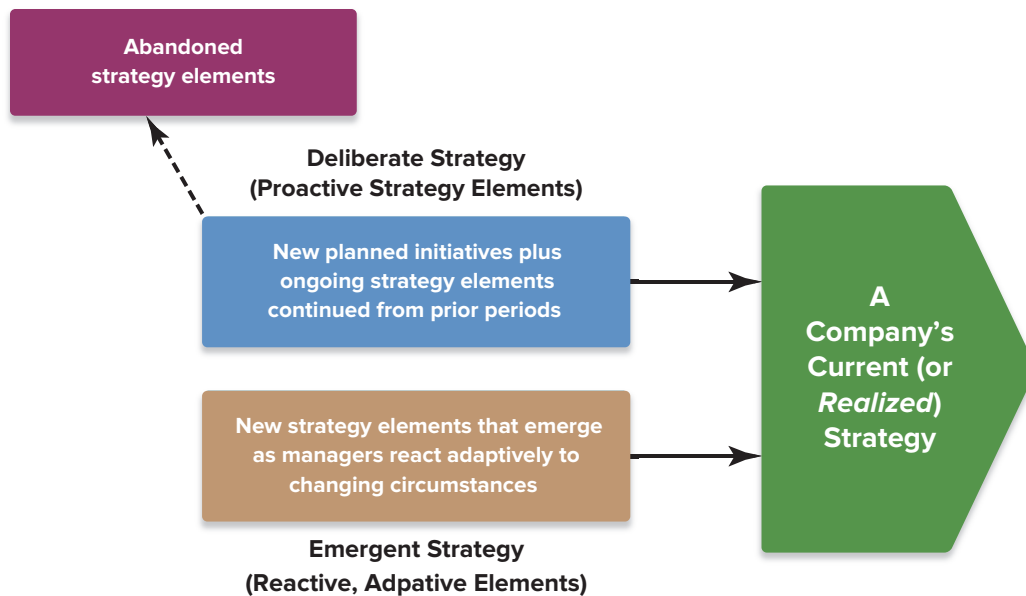 Abandoned
strategy elements
Deliberate Strategy
(Proactive Strategy Elements)
New planned initiatives plus
ongoing strategy elements
continued from prior periods
New strategy elements that emerge
as managers react adaptively to
changing circumstances
Emergent Strategy
(Reactive, Adpative Elements)
A
Company’s
Current (or
Realized)
Strategy